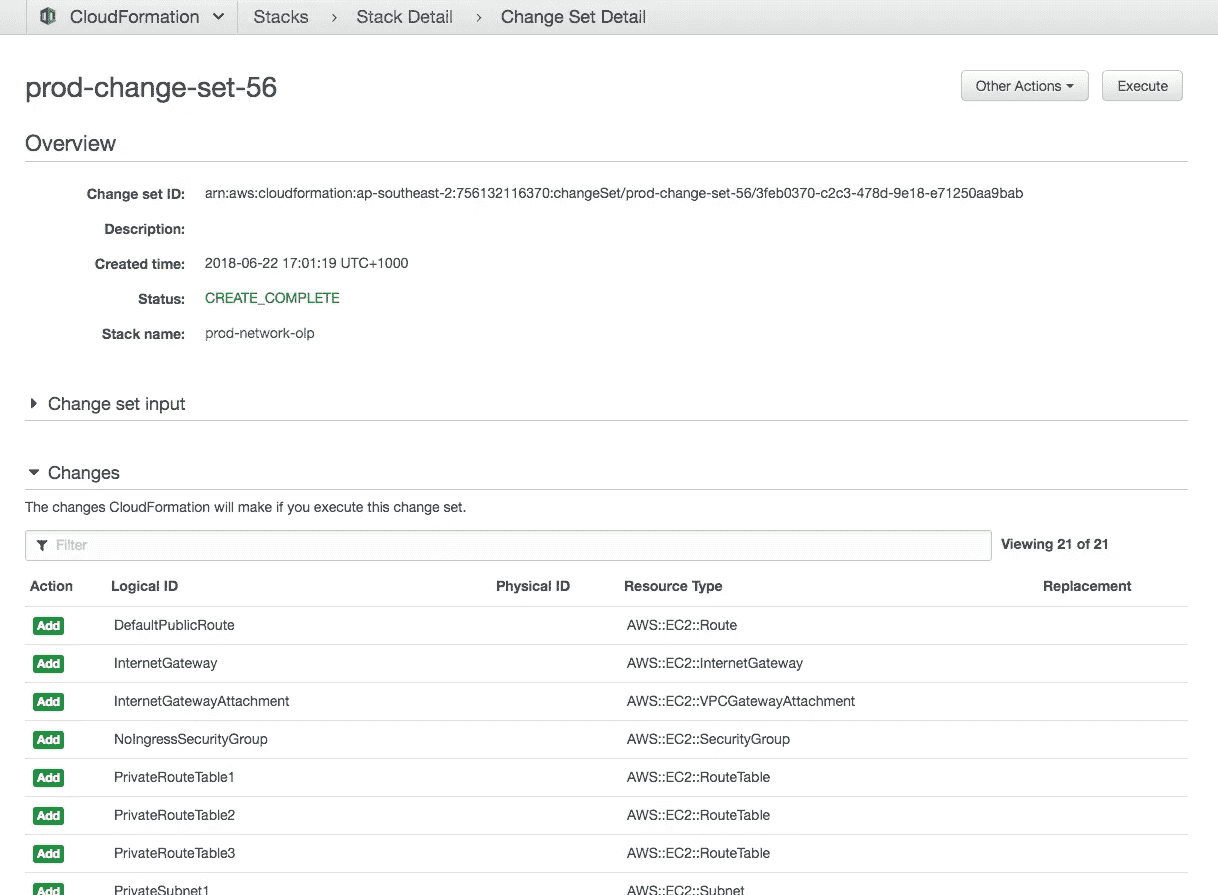 CloudFormation Stacks > Stack Detail > Change Set Detail
prod-change-set-56 Other Actions Execute
Overview
Change set ID: arn:aws:cloudformation:ap-southeast-2:756132116370:changeSet/prod-change-set-56/3feb0370-c2c3-478d-9e18-e71250aa9bab
Description:
Created time: 2018-06-22 17:01:19 UTC+1000
Status: CREATE_COMPLETE
Stack name: prod-network-olp
Change set input
Changes
The changes CloudFormation will make if you execute this change set.
Filter Viewing 21 of 21
Action Logical ID Physical ID Resource Type Replacement
Add DefaultPublicRoute AWS::EC2::Route
Add InternetGateway AWS::EC2::InternetGateway
Add InternetGatewayAttachment AWS::EC2::VPCGatewayAttachment
Add NoIngressSecurityGroup AWS::EC2::SecurityGroup
Add PrivateRouteTable1 AWS::EC2::RouteTable
Add PrivateRouteTable2 AWS::EC2::RouteTable
Add PrivateRouteTable3 AWS::EC2::RouteTable
Add PrivateSubnet1 AWS::EC2::Subnet